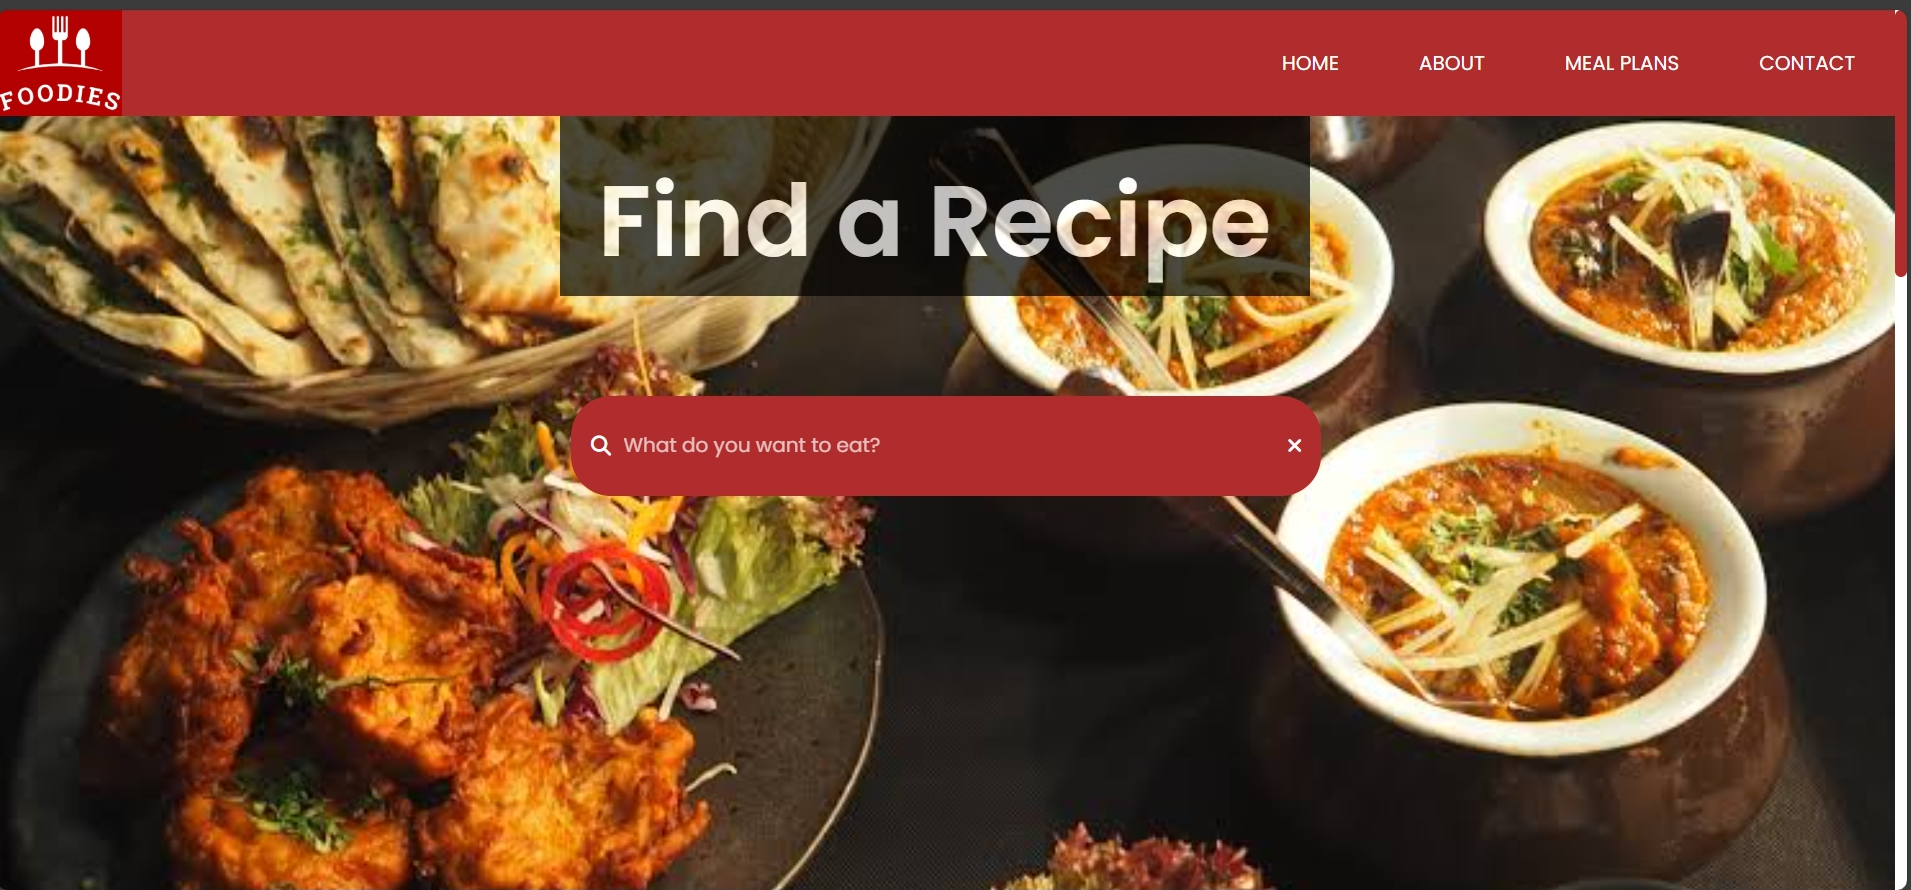 FOODIES
HOME
ABOUT
MEAL PLANS
CONTACT
Find a Recipe
What do you want to eat?